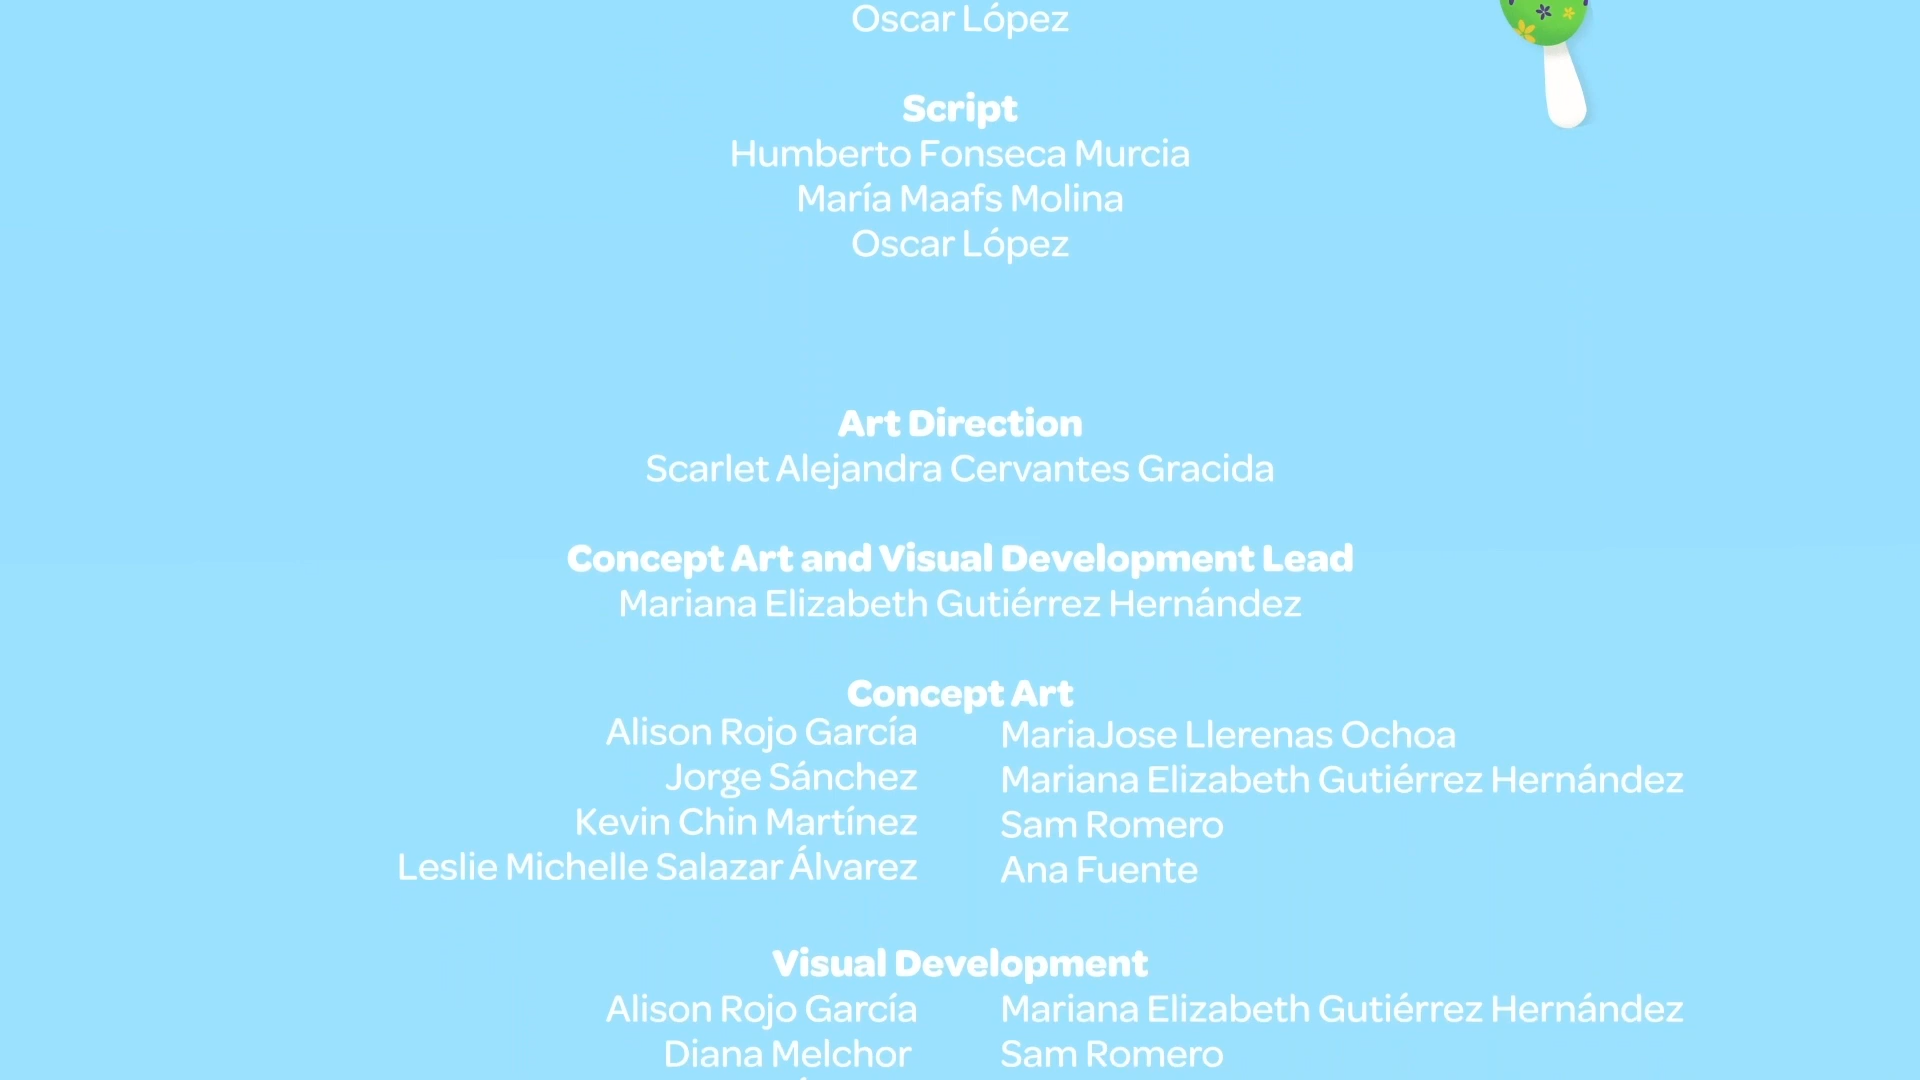 Oscar López
Script
Humberto Fonseca Murcia
María Maafs Molina
Oscar López
Art Direction
Scarlet Alejandra Cervantes Gracida
Concept Art and Visual Development Lead
Mariana Elizabeth Gutiérrez Hernández
Concept Art
Alison Rojo García
Jorge Sánchez
Kevin Chin Martínez
Leslie Michelle Salazar Álvarez
MariaJose Llerenas Ochoa
Mariana Elizabeth Gutiérrez Hernández
Sam Romero
Ana Fuente
Visual Development
Alison Rojo García
Diana Melchor
Mariana Elizabeth Gutiérrez Hernández
Sam Romero